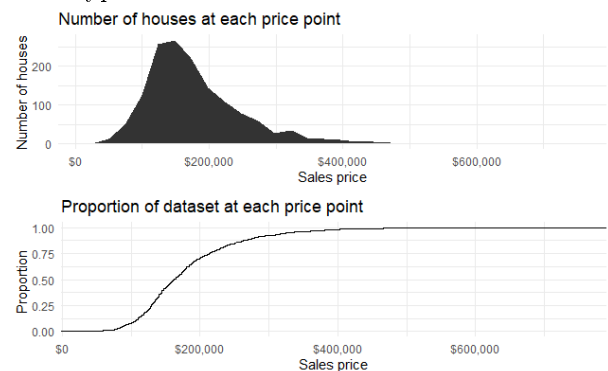 Number of houses at each price point
Number of houses
200
100
0
$0 $200,000 $400,000 $600,000
Sales price
Proportion of dataset at each price point
Proportion
1.00
0.75
0.50
0.25
0.00
$0 $200,000 $400,000 $600,000
Sales price